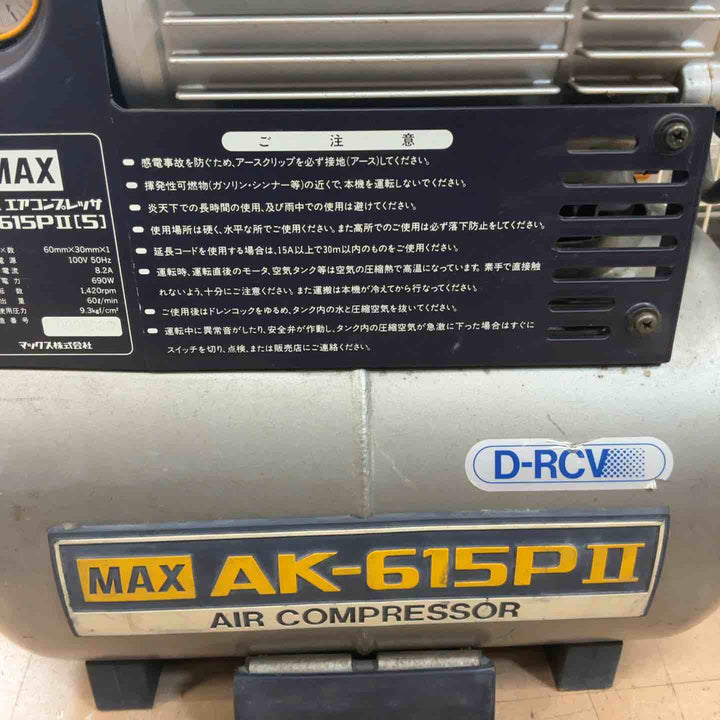 MAX
エアコンプレッサ
615PⅡ[5]
×数 60mm×30mm×1
電源 100V 50Hz
電流 8.2A
電力 690W
転数 1,420rpm
出量 60ℓ/min
使用圧力 9.3kgf/cm²
造番号
マックス株式会社
ご注意
感電事故を防ぐため、アースクリップを必ず接地(アース)してください。
揮発性可燃物(ガソリン・シンナー等)の近くで、本機を運転しないでください。
炎天下での長時間の使用、及び雨中での使用は避けてください。
使用場所は硬く、水平な所でご使用ください。また高所でのご使用は必ず落下防止をしてください。
延長コードを使用する場合は、15A以上で30m以内のものをご使用ください。
運転時、運転直後のモータ、空気タンク等は空気の圧縮熱で高温になっています。素手で直接触
れないよう、十分にご注意ください。また運搬は本機が冷えてから行なってください。
ご使用後はドレンコックをゆるめ、タンク内の水と圧縮空気を抜いてください。
運転中に異常音がしたり、安全弁が作動し、タンク内の圧縮空気が急激に下った場合はすぐに
スイッチを切り、点検、または販売店にご連絡ください。
D-RCV
MAX AK-615PⅡ
AIR COMPRESSOR